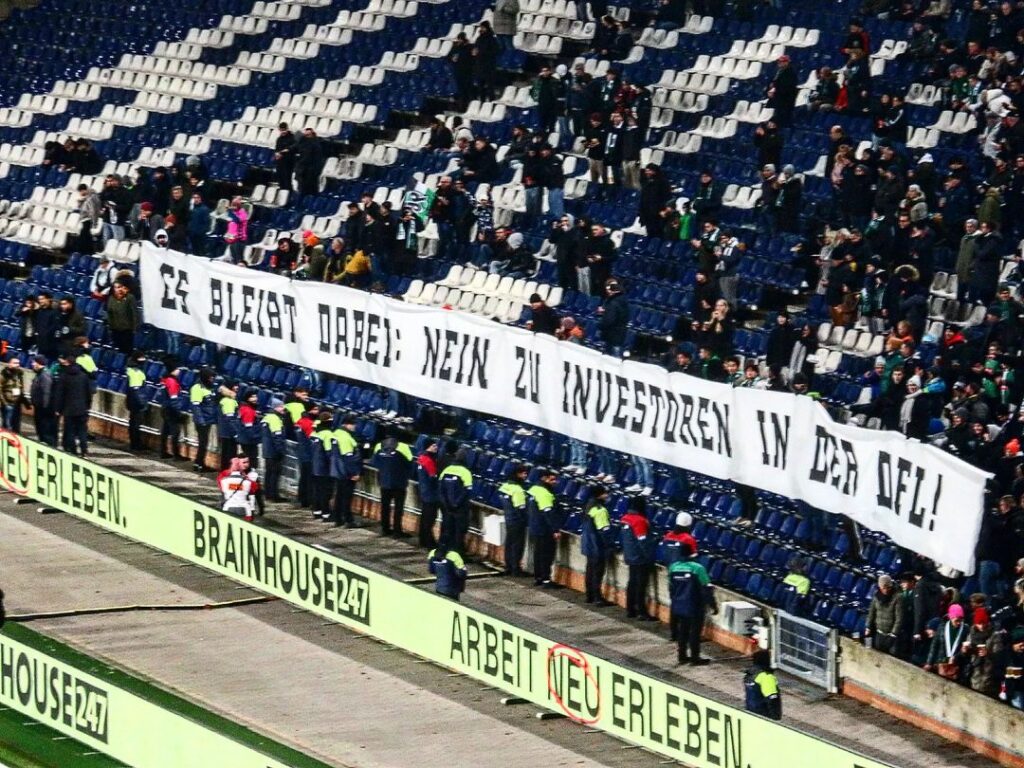 ES BLEIBT DABEI: NEIN ZU INVESTOREN IN DER DFL!
NEU ERLEBEN.
BRAINHOUSE247
ARBEIT NEU ERLEBEN.
HOUSE247